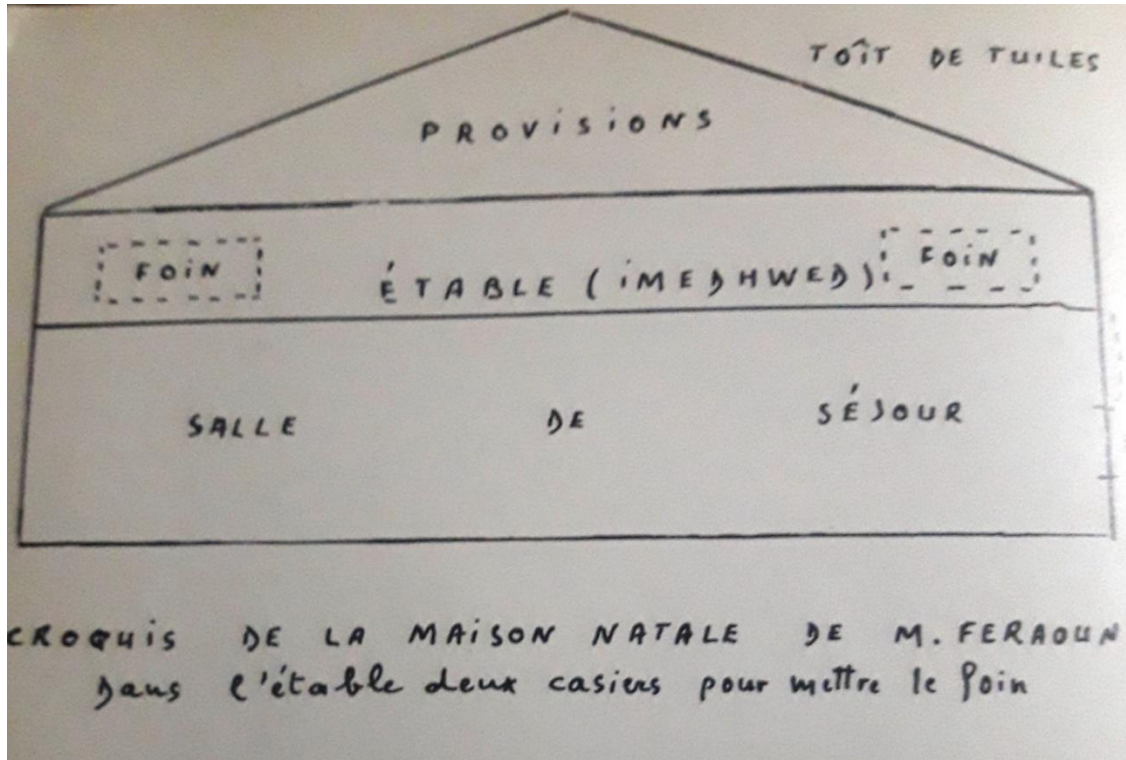 TOÎT DE TUILES
PROVISIONS
FOIN
ÉTABLE (IMEDHWED)
FOIN
SALLE DE SÉJOUR
CROQUIS DE LA MAISON NATALE DE M. FERAOUN
Dans l'étable deux casiers pour mettre le foin